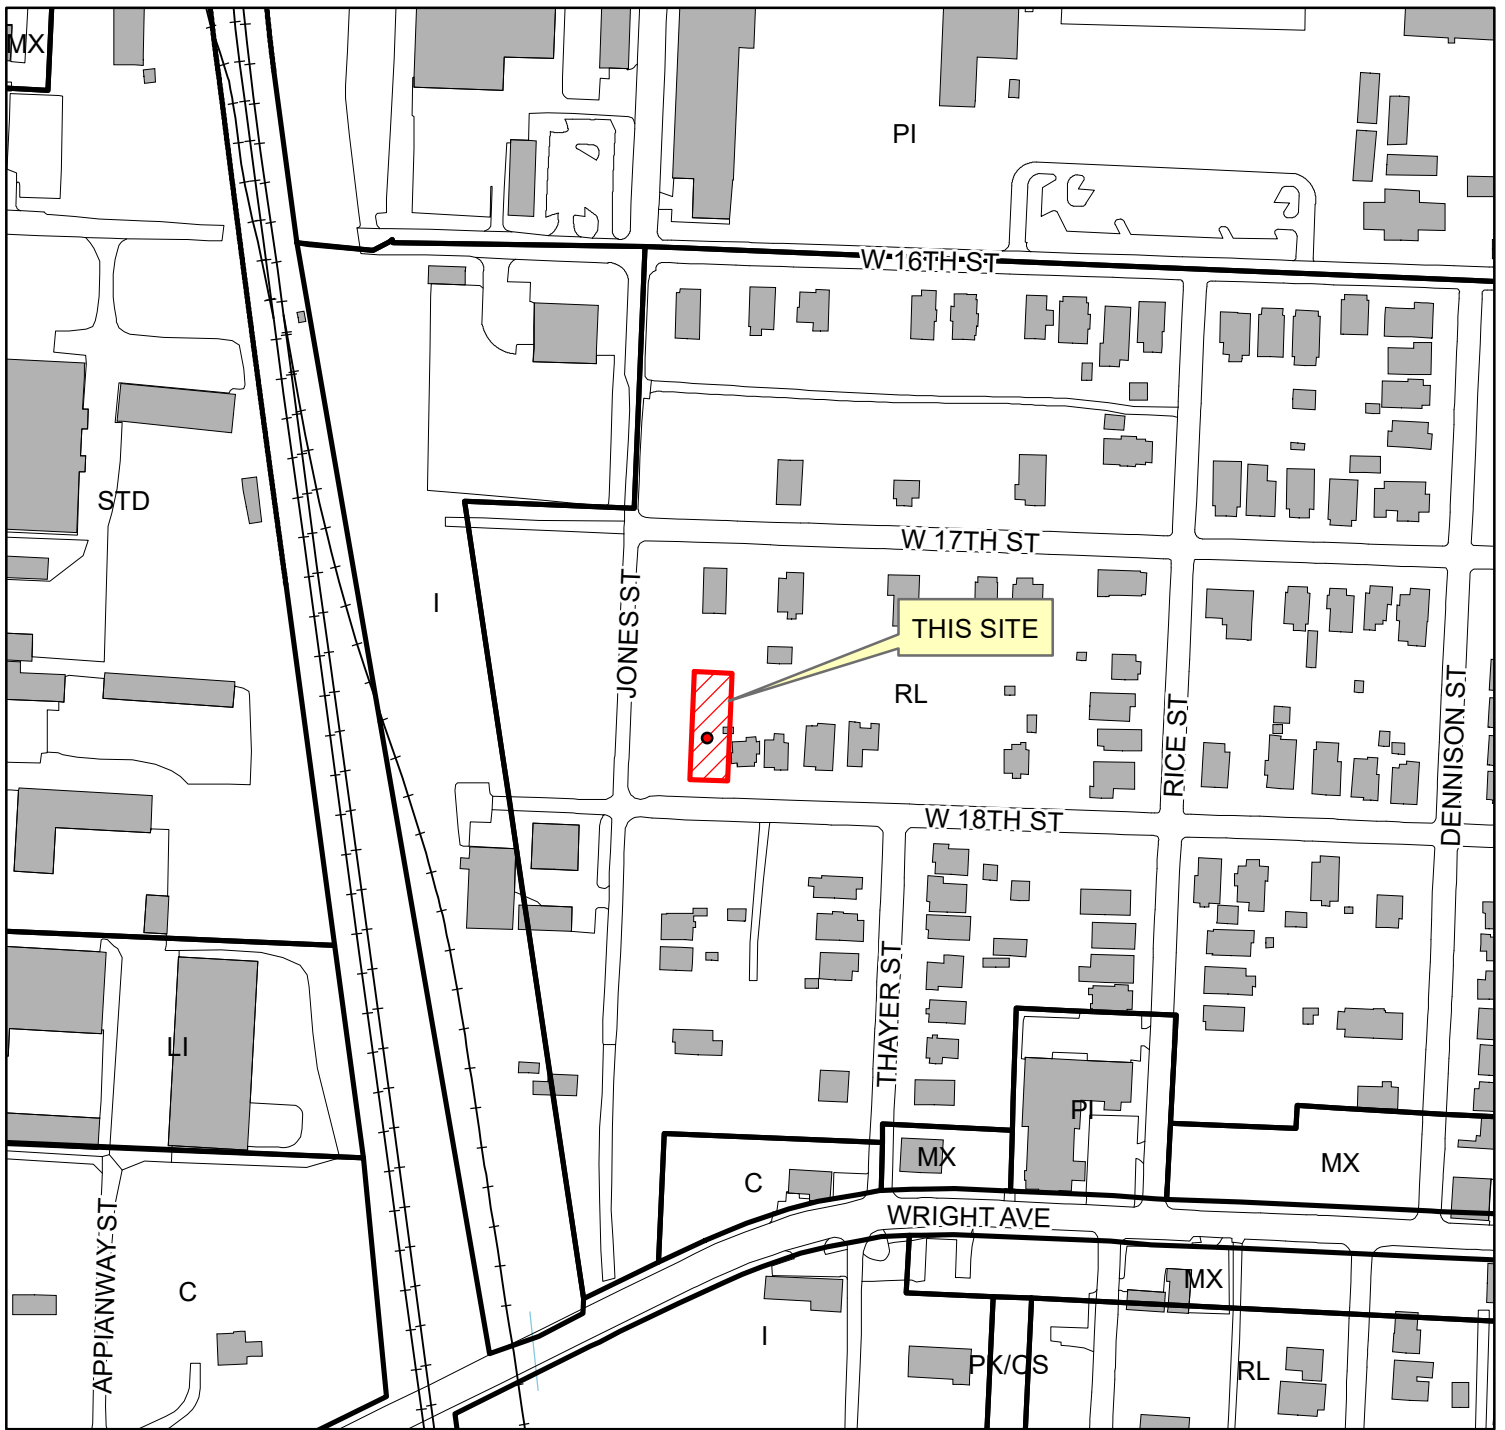 MX
PI
W 16TH ST
STD
W 17TH ST
I
JONES ST
THIS SITE
RL
RICE ST
DENNISON ST
W 18TH ST
THAYER ST
LI
PI
MX
MX
C
WRIGHT AVE
APPIANWAY ST
C
MX
I
PK/OS
RL